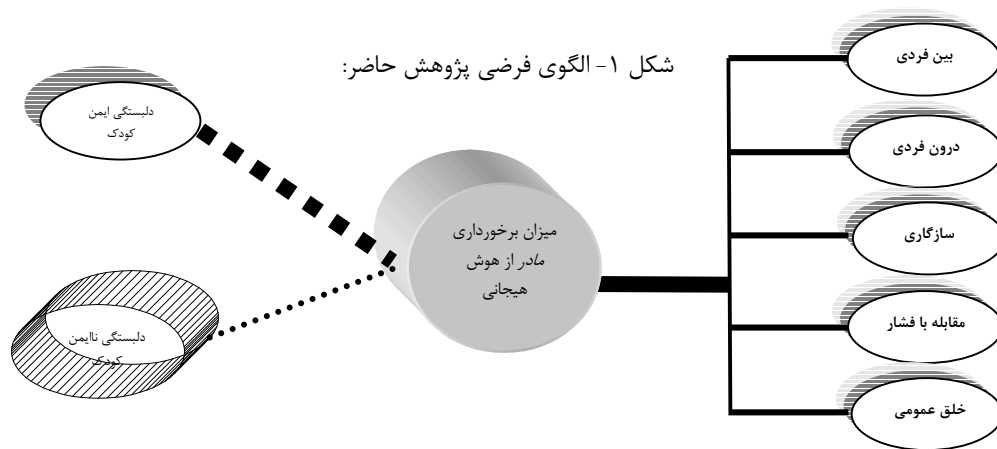 شکل ۱- الگوی فرضی پژوهش حاضر:
بین فردی
درون فردی
سازگاری
مقابله با فشار
خلق عمومی
میزان برخورداری
مادر از هوش
هیجانی
دلبستگی ایمن
کودک
دلبستگی ناایمن
کودک